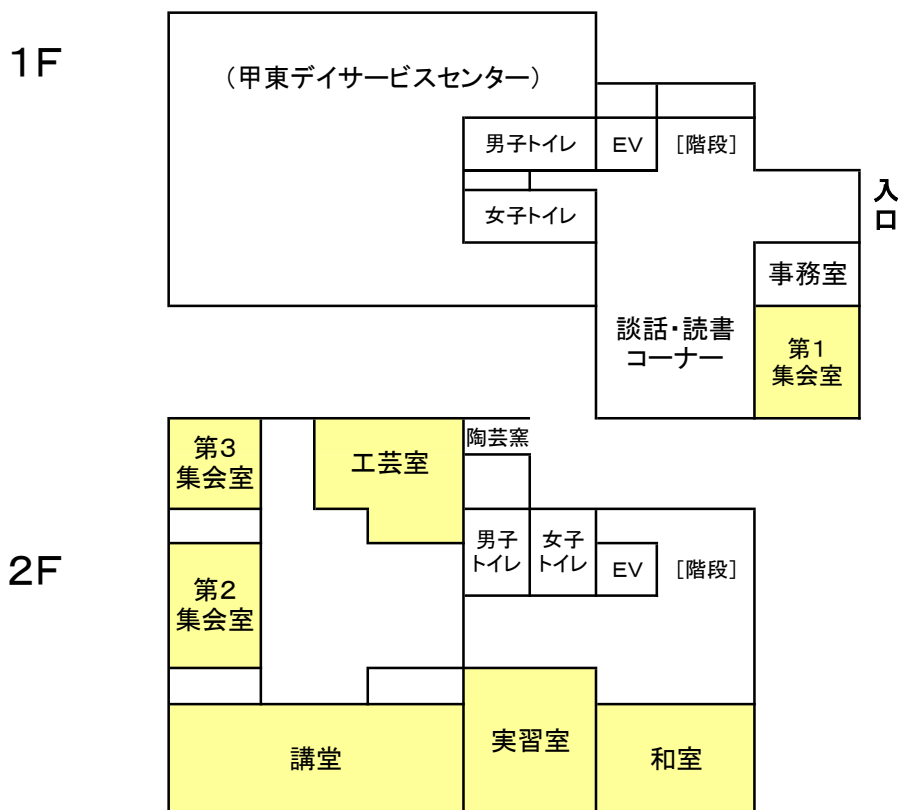 1F
（甲東デイサービスセンター）
男子トイレ
EV
［階段］
入
口
女子トイレ
事務室
談話・読書
コーナー
第1
集会室
2F
第3
集会室
工芸室
陶芸窯
男子
トイレ
女子
トイレ
EV
［階段］
第2
集会室
講堂
実習室
和室